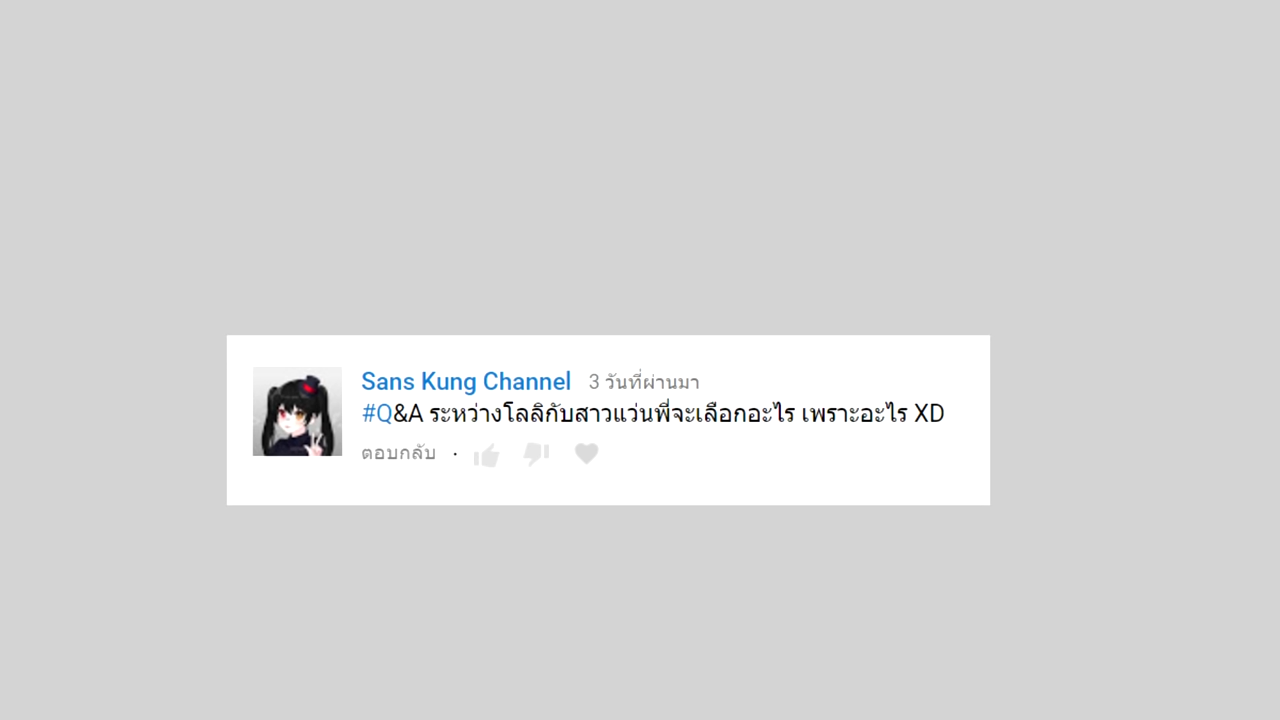 Sans Kung Channel 3 วันที่ผ่านมา
#Q&A ระหว่างโลลิกับสาวแว่นพี่จะเลือกอะไร เพราะอะไร XD
ตอบกลับ ·